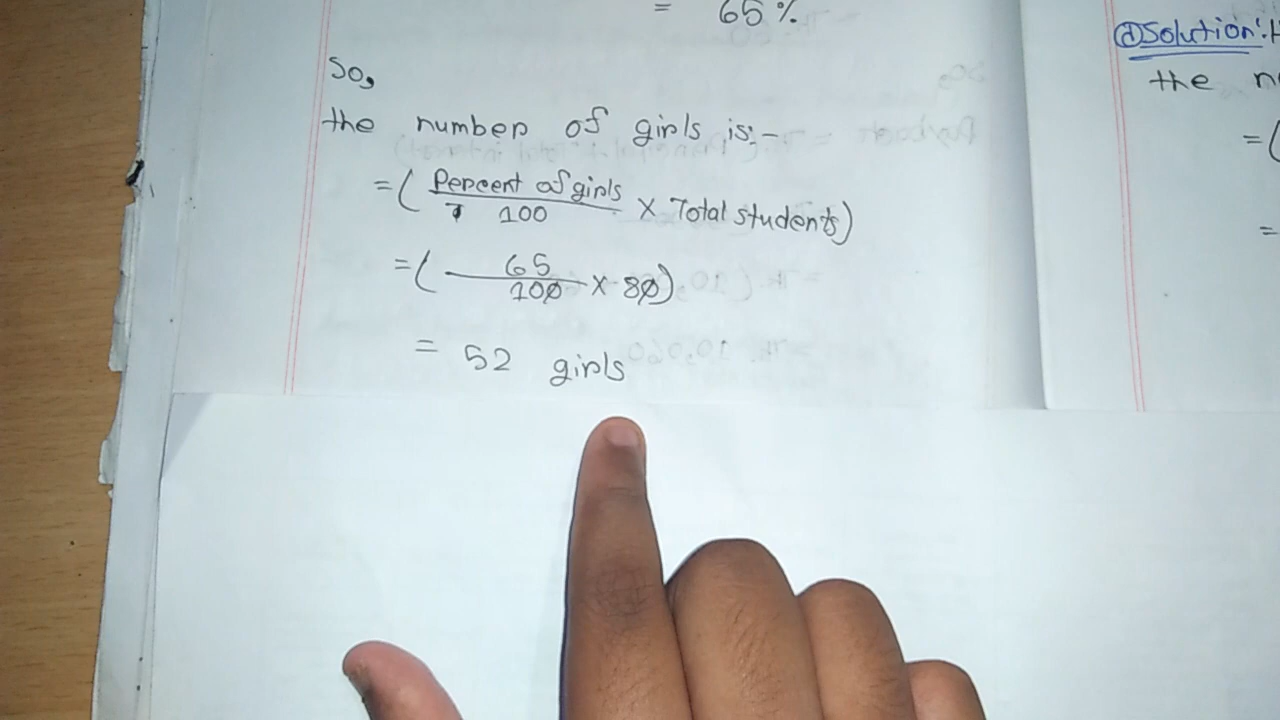 = 65%
So,
the number of girls is:-
= ( Percent of girls / 100 × Total students)
= ( 65 / 100 × 80)
= 52 girls
(d) Solution:
the
= (
=